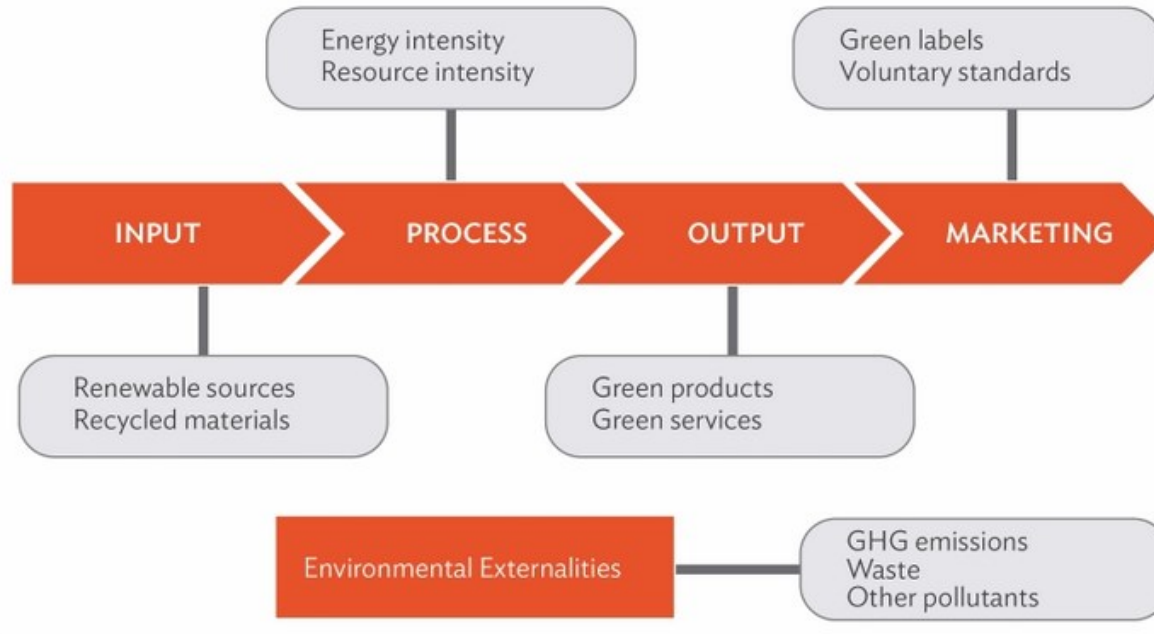 Energy intensity
Resource intensity
Green labels
Voluntary standards
INPUT
PROCESS
OUTPUT
MARKETING
Renewable sources
Recycled materials
Green products
Green services
Environmental Externalities
GHG emissions
Waste
Other pollutants